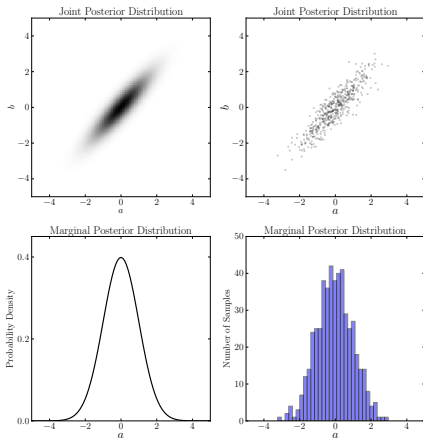 Joint Posterior Distribution
4
2
0
−2
−4
b
−4 −2 0 2 4
a
Joint Posterior Distribution
4
2
0
−2
−4
b
−4 −2 0 2 4
a
Marginal Posterior Distribution
0.4
0.2
0.0
Probability Density
−4 −2 0 2 4
a
Marginal Posterior Distribution
50
40
30
20
10
0
Number of Samples
−4 −2 0 2 4
a